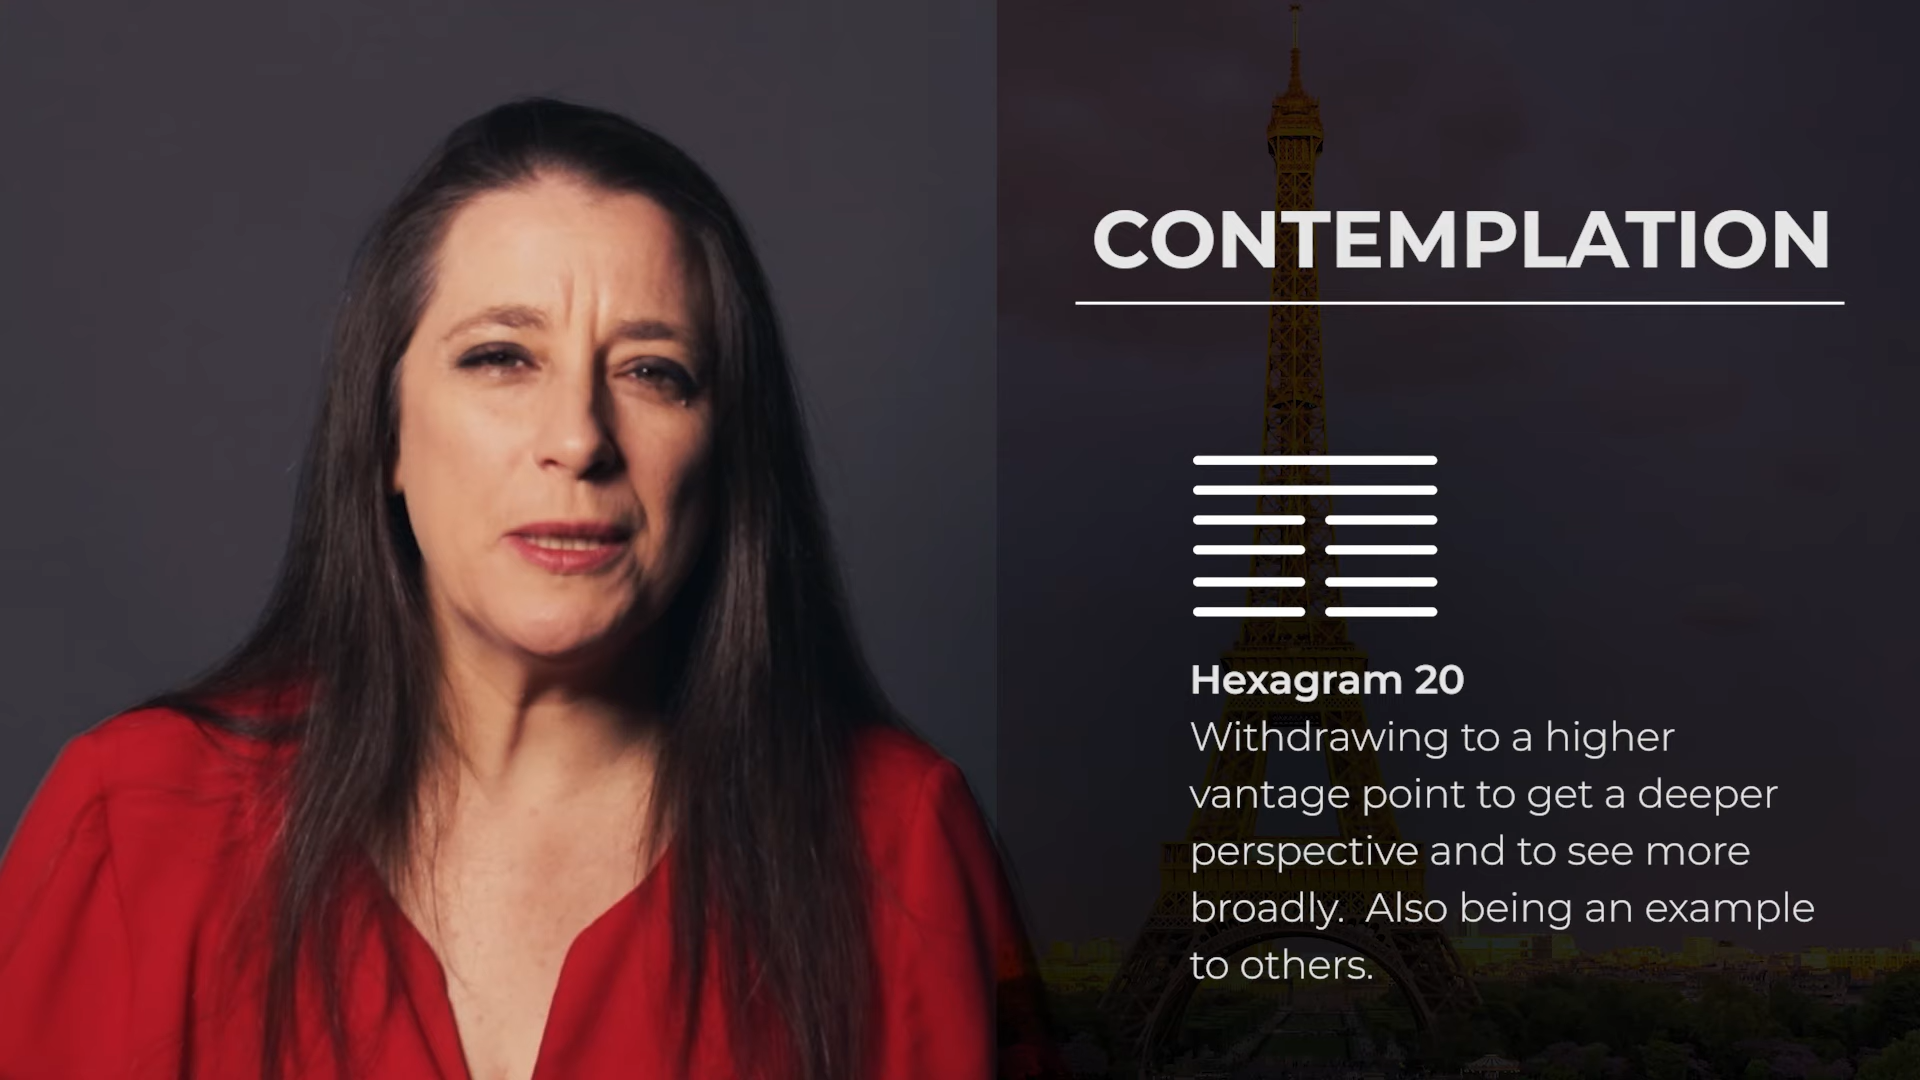 CONTEMPLATION
Hexagram 20
Withdrawing to a higher
vantage point to get a deeper
perspective and to see more
broadly.  Also being an example
to others.